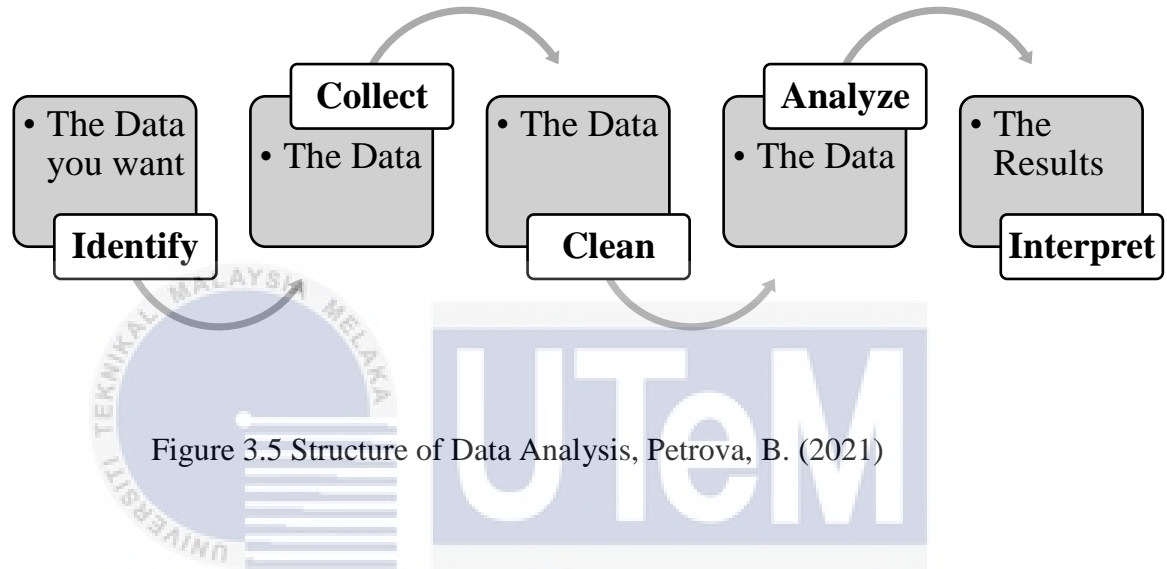 • The Data
you want
Identify
Collect
• The Data
• The Data
Clean
Analyze
• The Data
• The
Results
Interpret
UNIVERSITI TEKNIKAL MALAYSIA MELAKA
UTeM
Figure 3.5 Structure of Data Analysis, Petrova, B. (2021)